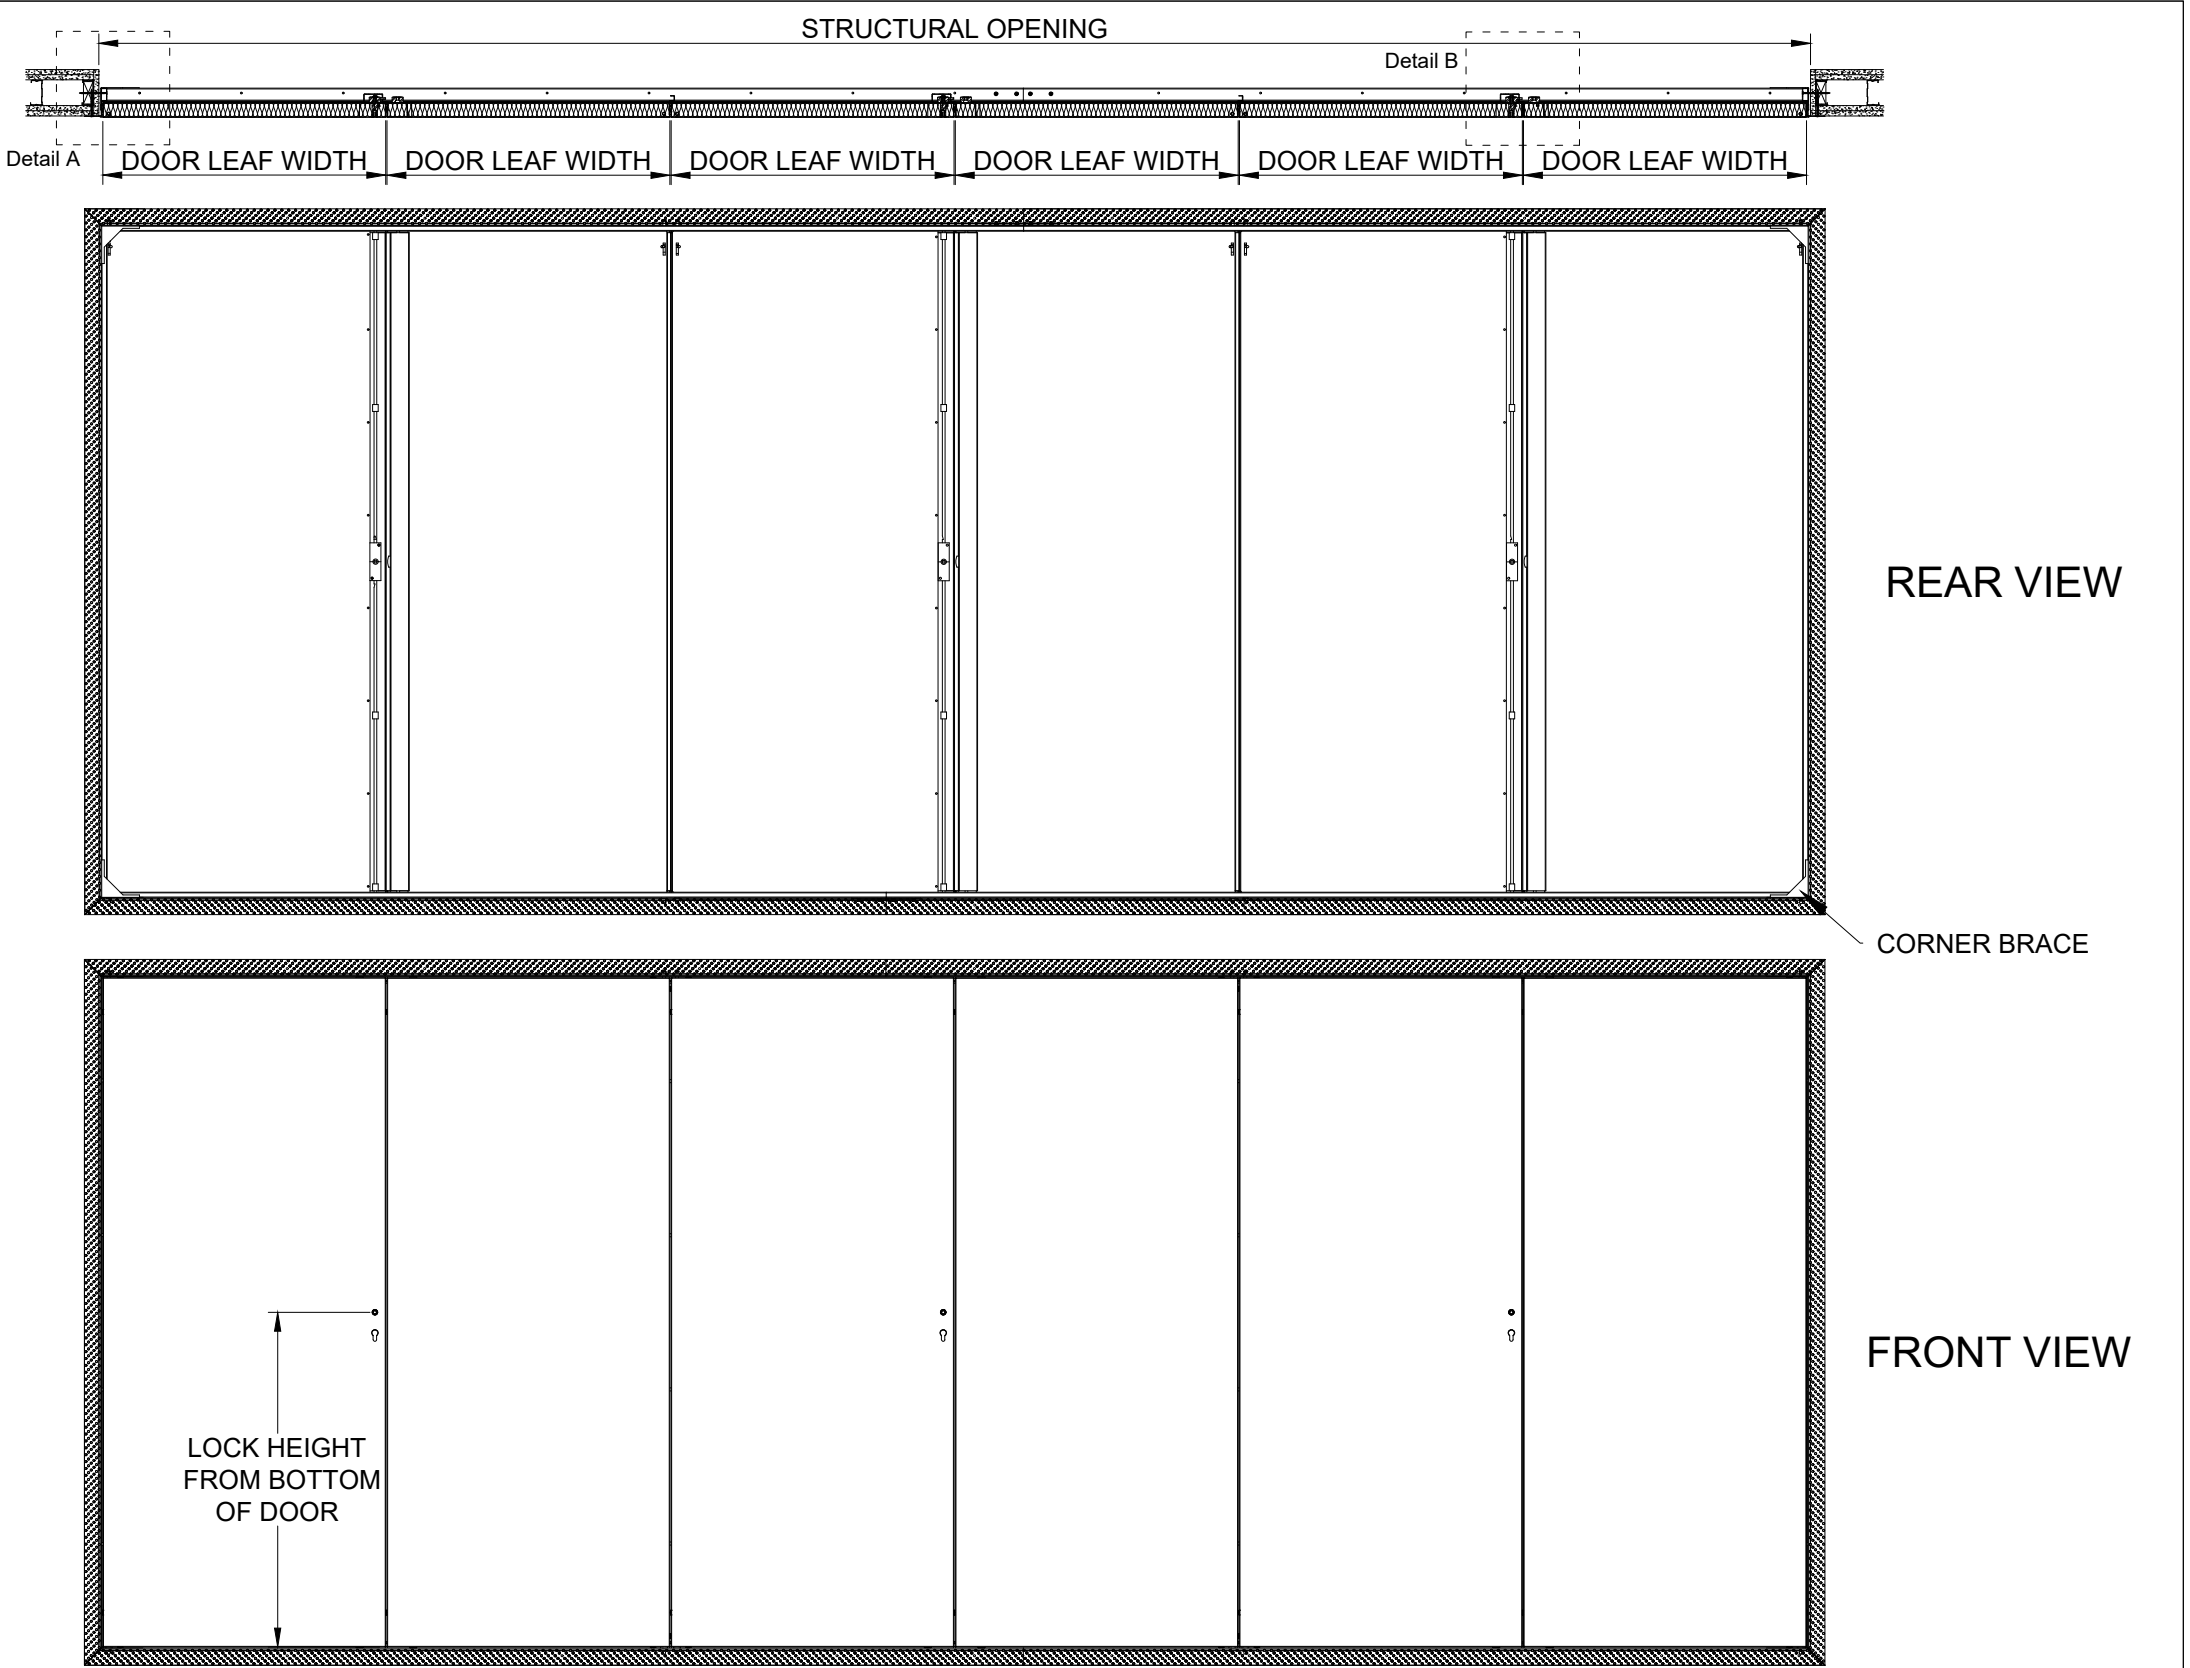 STRUCTURAL OPENING
Detail B
Detail A
DOOR LEAF WIDTH
DOOR LEAF WIDTH
DOOR LEAF WIDTH
DOOR LEAF WIDTH
DOOR LEAF WIDTH
DOOR LEAF WIDTH
REAR VIEW
CORNER BRACE
FRONT VIEW
LOCK HEIGHT
FROM BOTTOM
OF DOOR